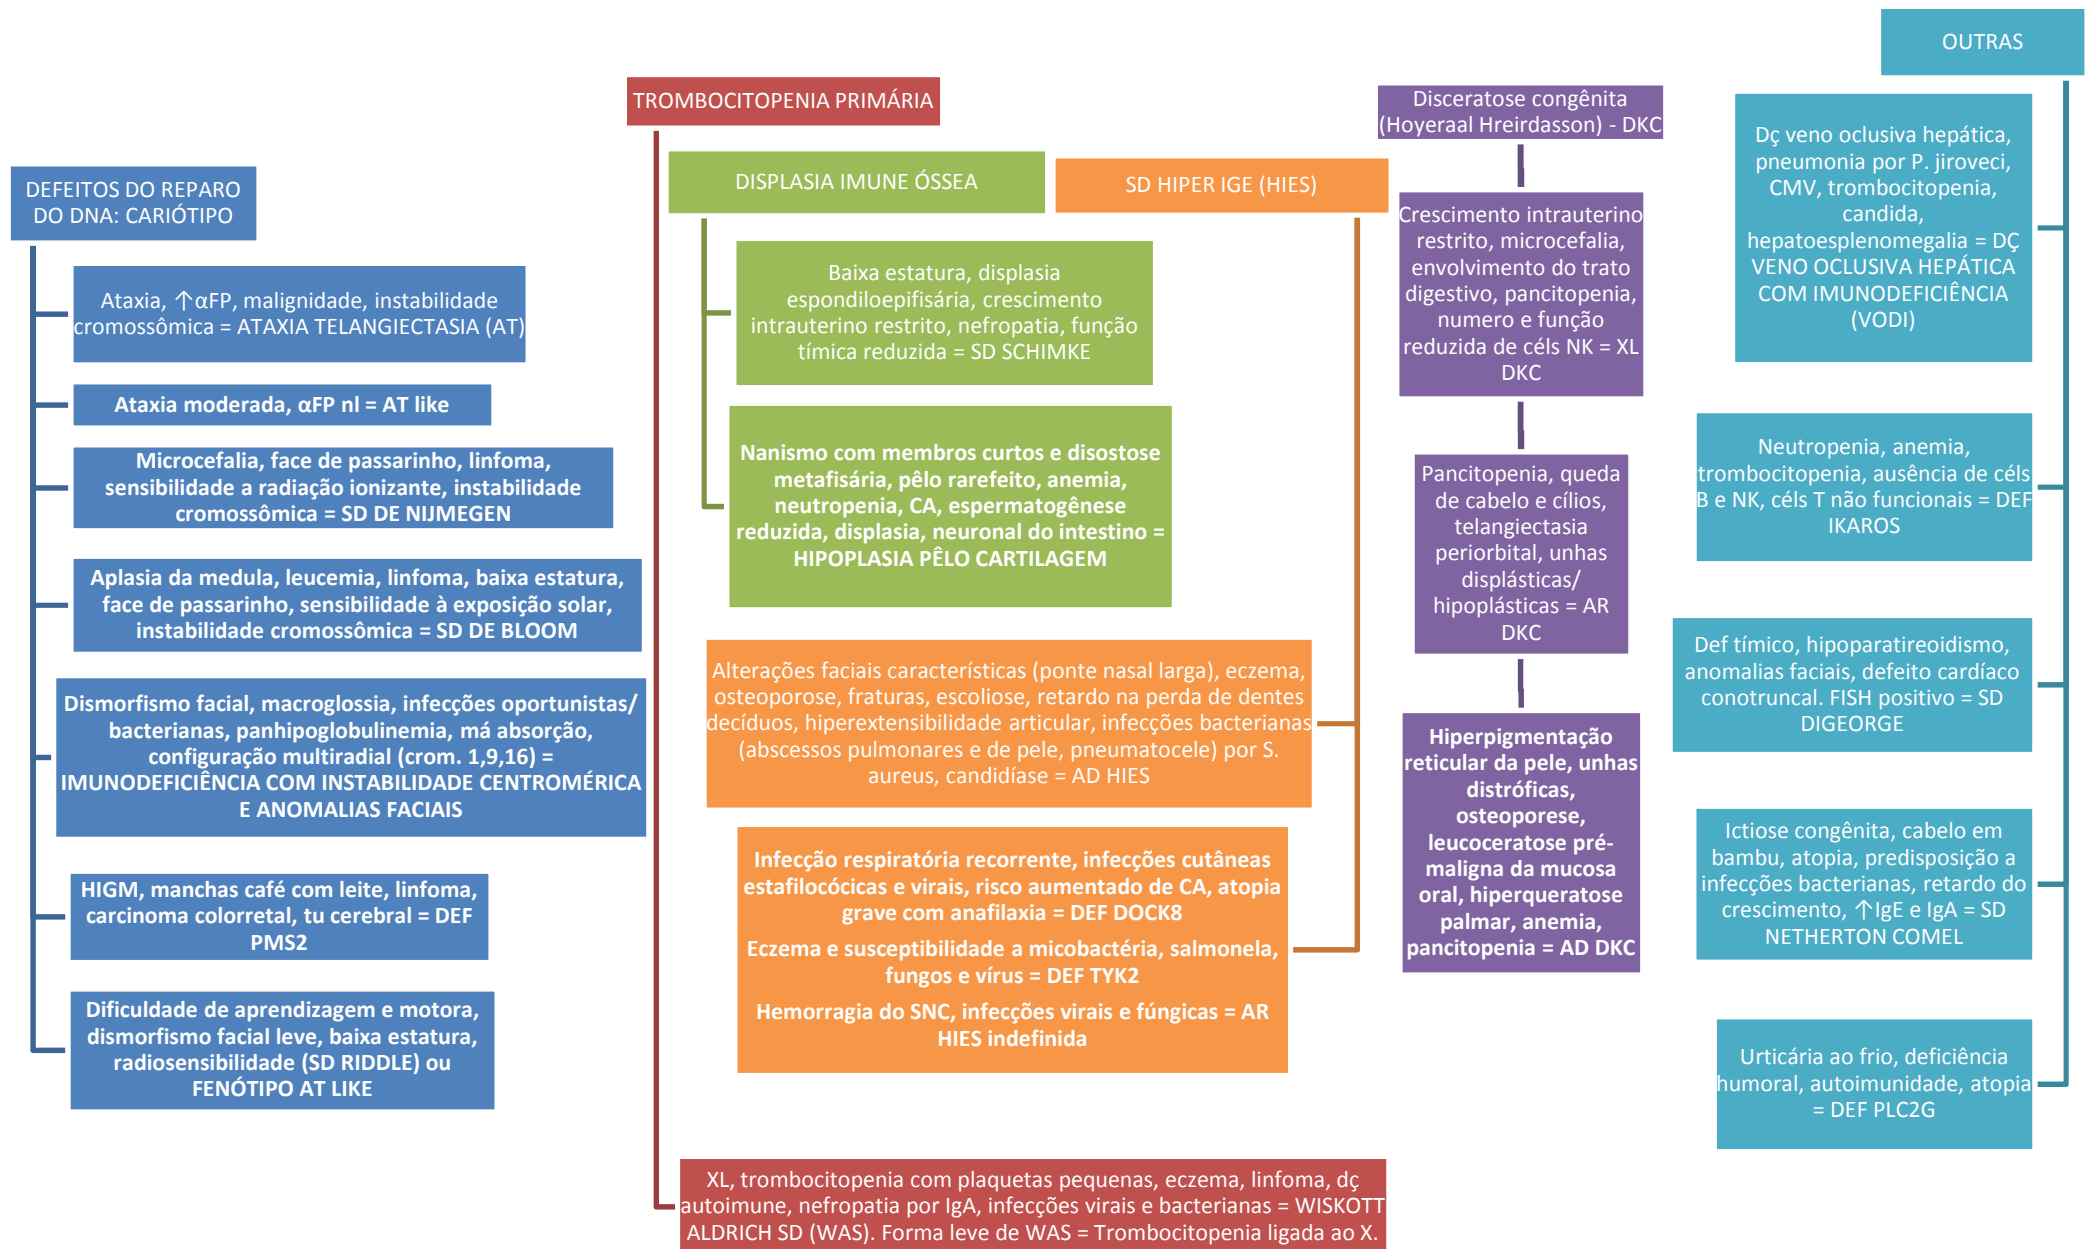 DEFEITOS DO REPARO
DO DNA: CARIÓTIPO
Ataxia, ↑αFP, malignidade, instabilidade
cromossômica = ATAXIA TELANGIECTASIA (AT)
Ataxia moderada, αFP nl = AT like
Microcefalia, face de passarinho, linfoma,
sensibilidade a radiação ionizante, instabilidade
cromossômica = SD DE NIJMEGEN
Aplasia da medula, leucemia, linfoma, baixa estatura,
face de passarinho, sensibilidade à exposição solar,
instabilidade cromossômica = SD DE BLOOM
Dismorfismo facial, macroglossia, infecções oportunistas/
bacterianas, panhipoglobulinemia, má absorção,
configuração multiradial (crom. 1,9,16) =
IMUNODEFICIÊNCIA COM INSTABILIDADE CENTROMÉRICA
E ANOMALIAS FACIAIS
HIGM, manchas café com leite, linfoma,
carcinoma colorretal, tu cerebral = DEF
PMS2
Dificuldade de aprendizagem e motora,
dismorfismo facial leve, baixa estatura,
radiosensibilidade (SD RIDDLE) ou
FENÓTIPO AT LIKE
TROMBOCITOPENIA PRIMÁRIA
XL, trombocitopenia com plaquetas pequenas, eczema, linfoma, dç
autoimune, nefropatia por IgA, infecções virais e bacterianas = WISKOTT
ALDRICH SD (WAS). Forma leve de WAS = Trombocitopenia ligada ao X.
DISPLASIA IMUNE ÓSSEA
Baixa estatura, displasia
espondiloepifisária, crescimento
intrauterino restrito, nefropatia, função
tímica reduzida = SD SCHIMKE
Nanismo com membros curtos e disostose
metafisária, pêlo rarefeito, anemia,
neutropenia, CA, espermatogênese
reduzida, displasia, neuronal do intestino =
HIPOPLASIA PÊLO CARTILAGEM
SD HIPER IGE (HIES)
Alterações faciais características (ponte nasal larga), eczema,
osteoporose, fraturas, escoliose, retardo na perda de dentes
decíduos, hiperextensibilidade articular, infecções bacterianas
(abscessos pulmonares e de pele, pneumatocele) por S.
aureus, candidíase = AD HIES
Infecção respiratória recorrente, infecções cutâneas
estafilocócicas e virais, risco aumentado de CA, atopia
grave com anafilaxia = DEF DOCK8
Eczema e susceptibilidade a micobactéria, salmonela,
fungos e vírus = DEF TYK2
Hemorragia do SNC, infecções virais e fúngicas = AR
HIES indefinida
Disceratose congênita
(Hoyeraal Hreirdasson) - DKC
Crescimento intrauterino
restrito, microcefalia,
envolvimento do trato
digestivo, pancitopenia,
numero e função
reduzida de céls NK = XL
DKC
Pancitopenia, queda
de cabelo e cílios,
telangiectasia
periorbital, unhas
displásticas/
hipoplásticas = AR
DKC
Hiperpigmentação
reticular da pele, unhas
distróficas,
osteoporese,
leucoceratose pré-
maligna da mucosa
oral, hiperqueratose
palmar, anemia,
pancitopenia = AD DKC
OUTRAS
Dç veno oclusiva hepática,
pneumonia por P. jiroveci,
CMV, trombocitopenia,
candida,
hepatoesplenomegalia = DÇ
VENO OCLUSIVA HEPÁTICA
COM IMUNODEFICIÊNCIA
(VODI)
Neutropenia, anemia,
trombocitopenia, ausência de céls
B e NK, céls T não funcionais = DEF
IKAROS
Def tímico, hipoparatireoidismo,
anomalias faciais, defeito cardíaco
conotruncal. FISH positivo = SD
DIGEORGE
Ictiose congênita, cabelo em
bambu, atopia, predisposição a
infecções bacterianas, retardo do
crescimento, ↑IgE e IgA = SD
NETHERTON COMEL
Urticária ao frio, deficiência
humoral, autoimunidade, atopia
= DEF PLC2G